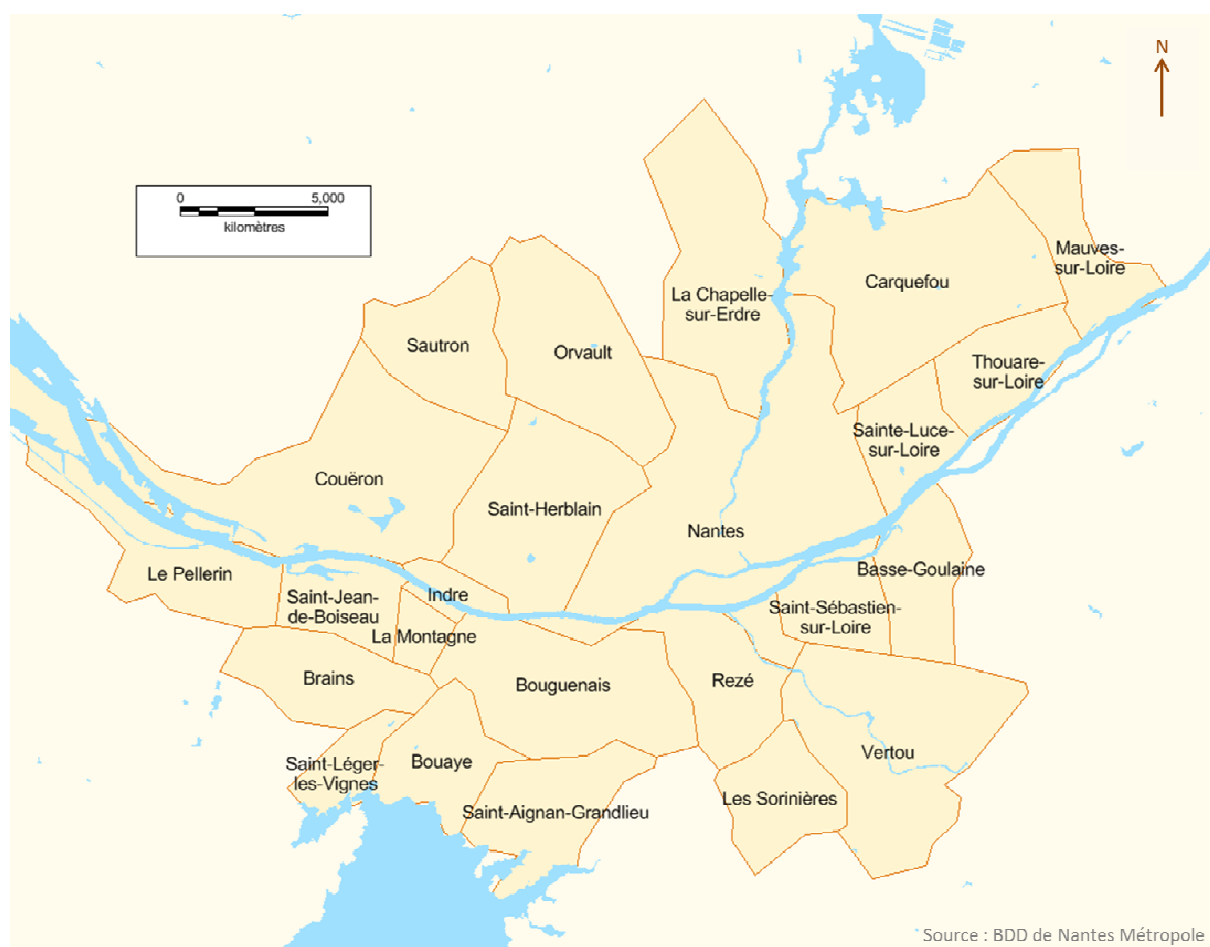 N
0 5,000
kilomètres
Mauves-
sur-Loire
Carquefou
La Chapelle-
sur-Erdre
Sautron
Orvault
Thouare-
sur-Loire
Sainte-Luce-
sur-Loire
Couëron
Saint-Herblain
Nantes
Basse-Goulaine
Le Pellerin
Saint-Jean-
de-Boiseau
Indre
Saint-Sébastien-
sur-Loire
La Montagne
Brains
Bouguenais
Rezé
Vertou
Saint-Léger-
les-Vignes
Bouaye
Les Sorinières
Saint-Aignan-Grandlieu
Source : BDD de Nantes Métropole